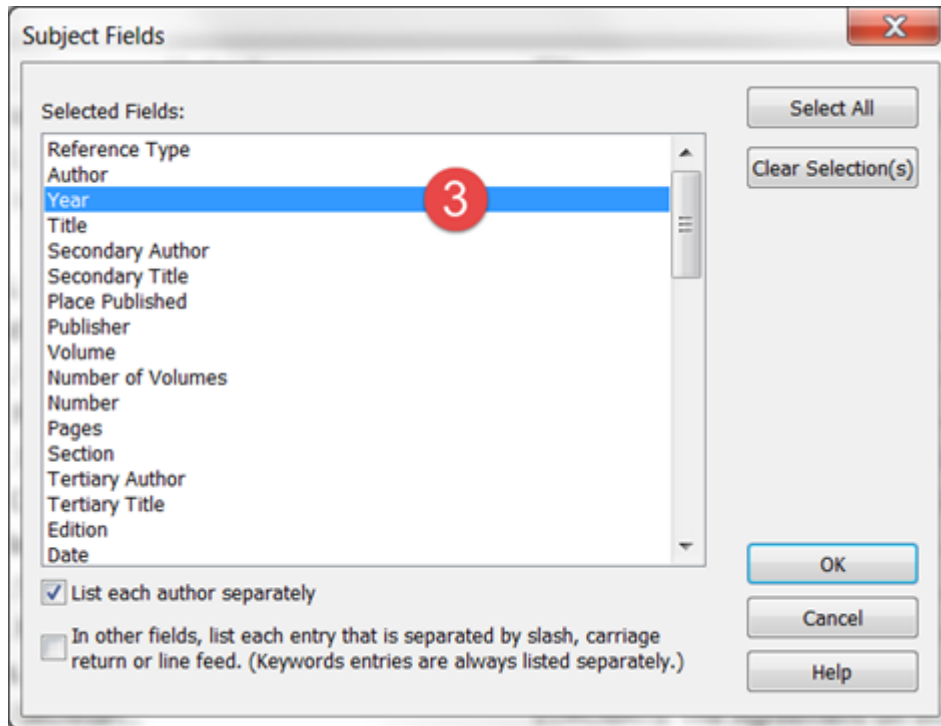 Subject Fields
Selected Fields:
Select All
Clear Selection(s)
Reference Type
Author
Year
3
Title
Secondary Author
Secondary Title
Place Published
Publisher
Volume
Number of Volumes
Number
Pages
Section
Tertiary Author
Tertiary Title
Edition
Date
List each author separately
In other fields, list each entry that is separated by slash, carriage
return or line feed. (Keywords entries are always listed separately.)
OK
Cancel
Help